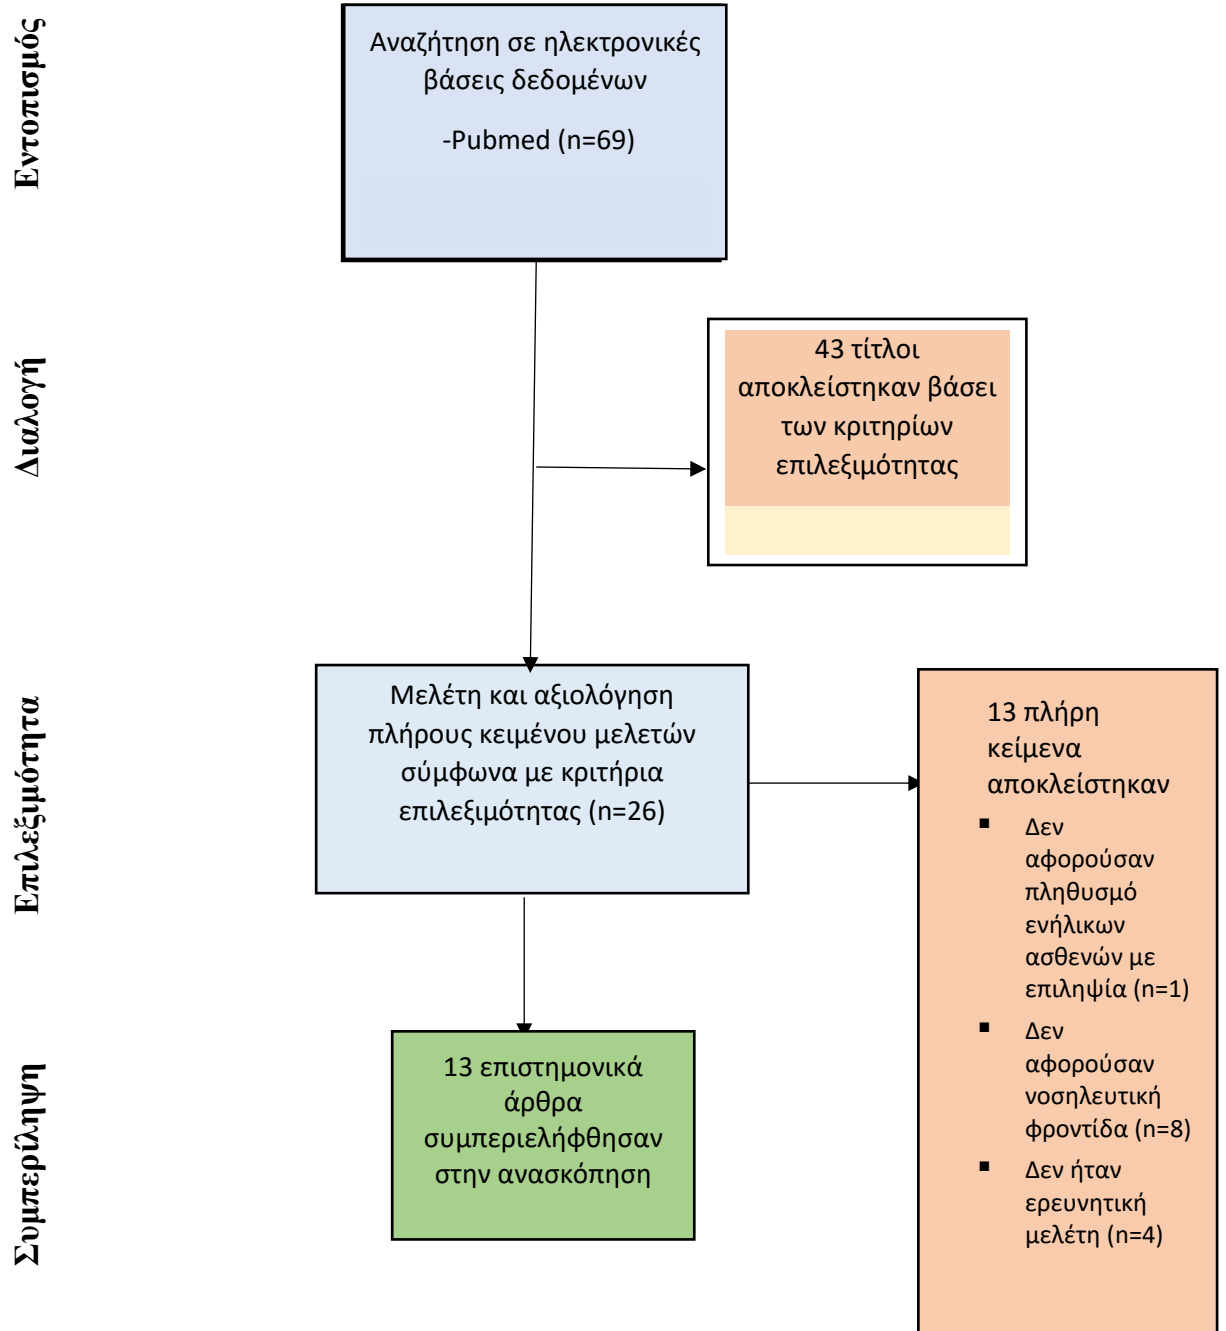 Εντοπισμός
Αναζήτηση σε ηλεκτρονικές
βάσεις δεδομένων
-Pubmed (n=69)
Διαλογή
43 τίτλοι
αποκλείστηκαν βάσει
των κριτηρίων
επιλεξιμότητας
Επιλεξιμότητα
Μελέτη και αξιολόγηση
πλήρους κειμένου μελετών
σύμφωνα με κριτήρια
επιλεξιμότητας (n=26)
13 πλήρη
κείμενα
αποκλείστηκαν
▪ Δεν
αφορούσαν
πληθυσμό
ενήλικων
ασθενών με
επιληψία (n=1)
▪ Δεν
αφορούσαν
νοσηλευτική
φροντίδα (n=8)
▪ Δεν ήταν
ερευνητική
μελέτη (n=4)
Συμπερίληψη
13 επιστημονικά
άρθρα
συμπεριελήφθησαν
στην ανασκόπηση